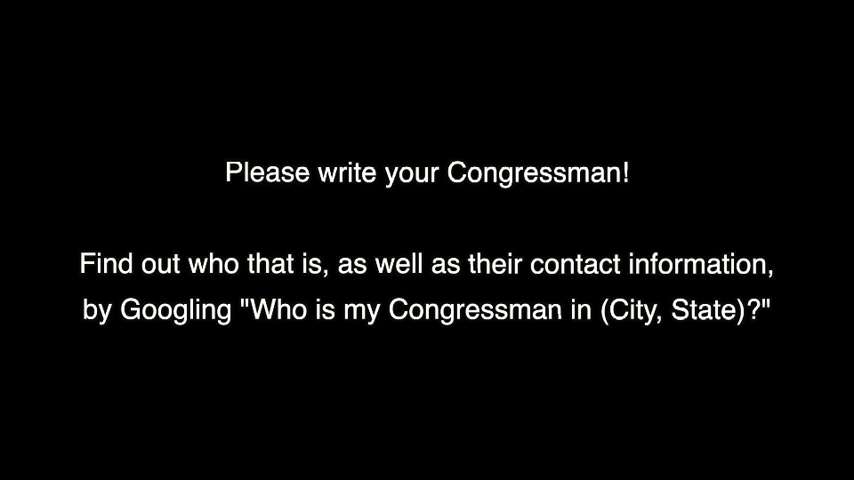 Please write your Congressman!
Find out who that is, as well as their contact information,
by Googling "Who is my Congressman in (City, State)?"